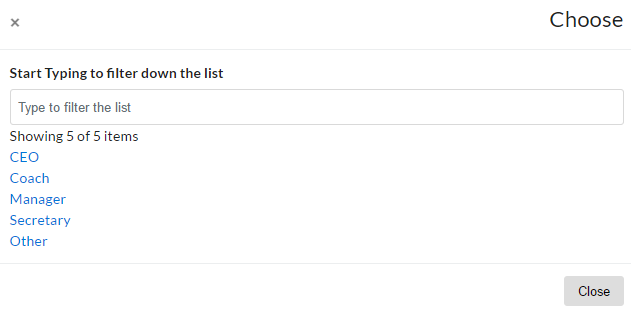 ×
Choose
Start Typing to filter down the list
Type to filter the list
Showing 5 of 5 items
CEO
Coach
Manager
Secretary
Other
Close